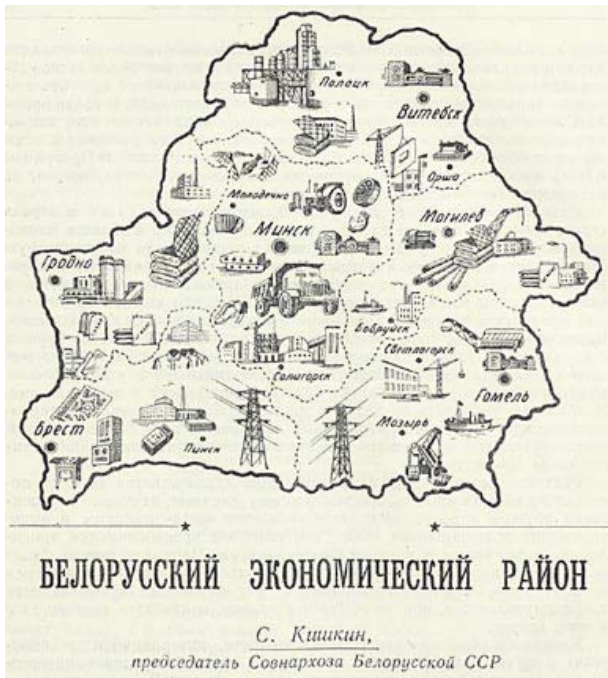 Полоцк
Витебск
Орша
Молодечно
Минск
Могилев
Гродно
Бобруйск
Светлогорск
Солигорск
Гомель
Мозырь
Брест
Пинск
БЕЛОРУССКИЙ ЭКОНОМИЧЕСКИЙ РАЙОН
С. Кишкин,
председатель Совнархоза Белорусской ССР